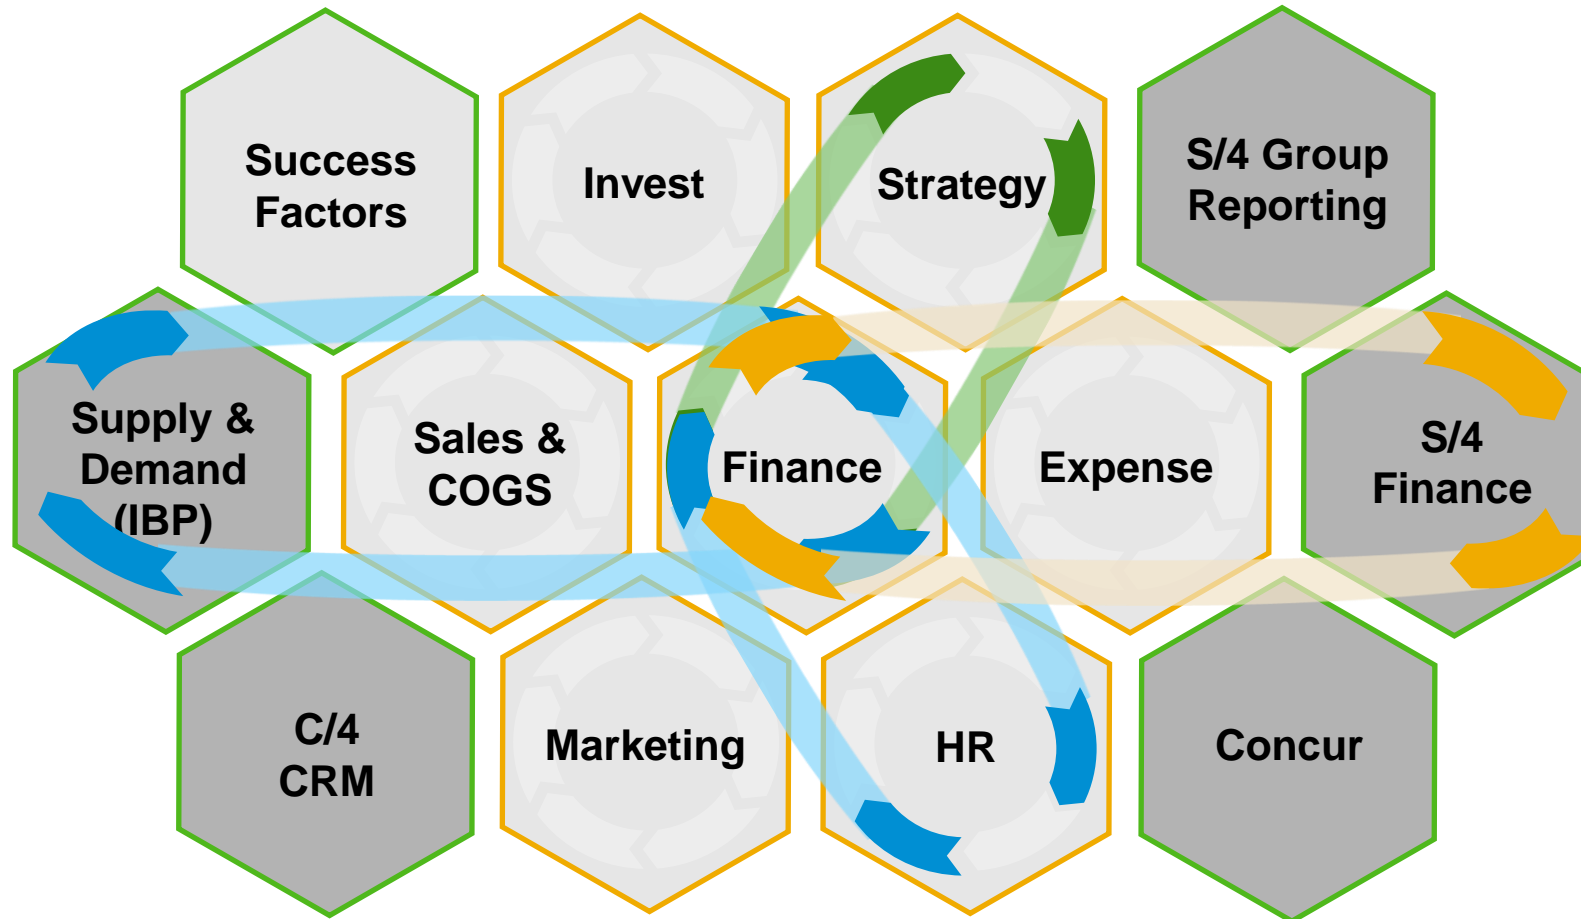 Success
Factors
Invest
Strategy
S/4 Group
Reporting
Supply &
Demand
(IBP)
Sales &
COGS
Finance
Expense
S/4
Finance
C/4
CRM
Marketing
HR
Concur